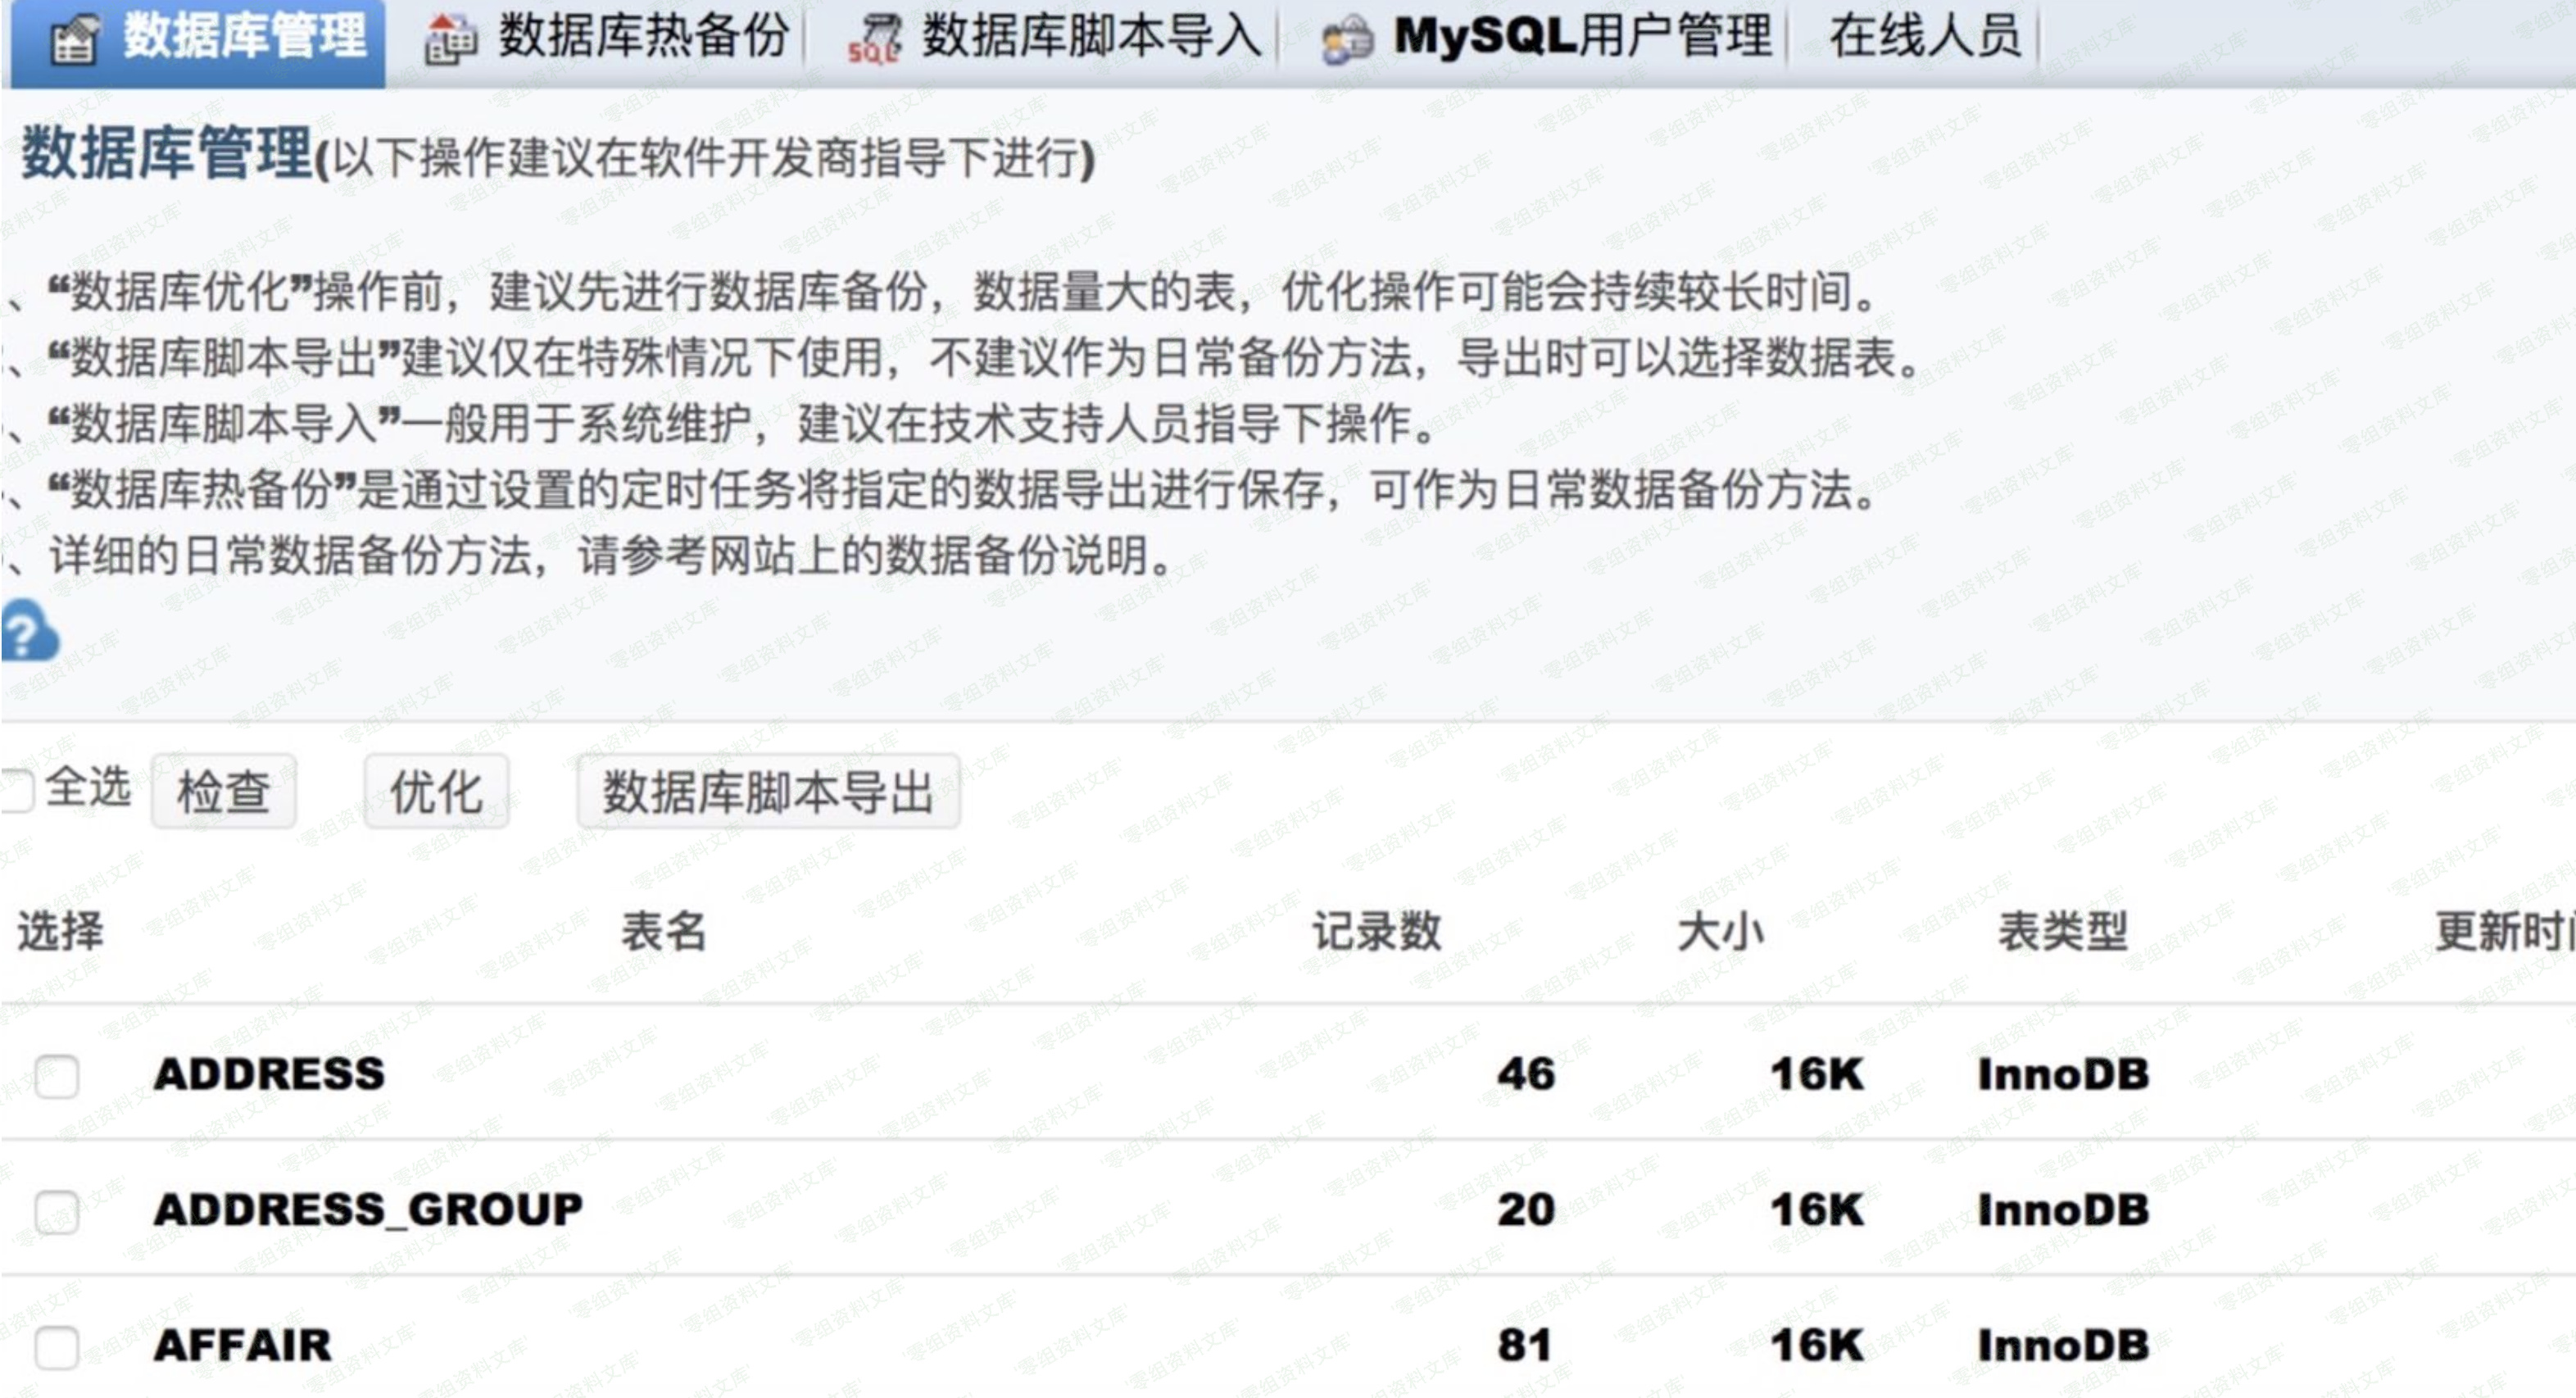 数据库管理 数据库热备份 SQL 数据库脚本导入 MySQL用户管理 在线人员
数据库管理(以下操作建议在软件开发商指导下进行)
、“数据库优化”操作前，建议先进行数据库备份，数据量大的表，优化操作可能会持续较长时间。
、“数据库脚本导出”建议仅在特殊情况下使用，不建议作为日常备份方法，导出时可以选择数据表。
、“数据库脚本导入”一般用于系统维护，建议在技术支持人员指导下操作。
、“数据库热备份”是通过设置的定时任务将指定的数据导出进行保存，可作为日常数据备份方法。
、详细的日常数据备份方法，请参考网站上的数据备份说明。
?
全选 检查 优化 数据库脚本导出
选择 表名 记录数 大小 表类型 更新时
ADDRESS 46 16K InnoDB
ADDRESS_GROUP 20 16K InnoDB
AFFAIR 81 16K InnoDB
零组资料文库